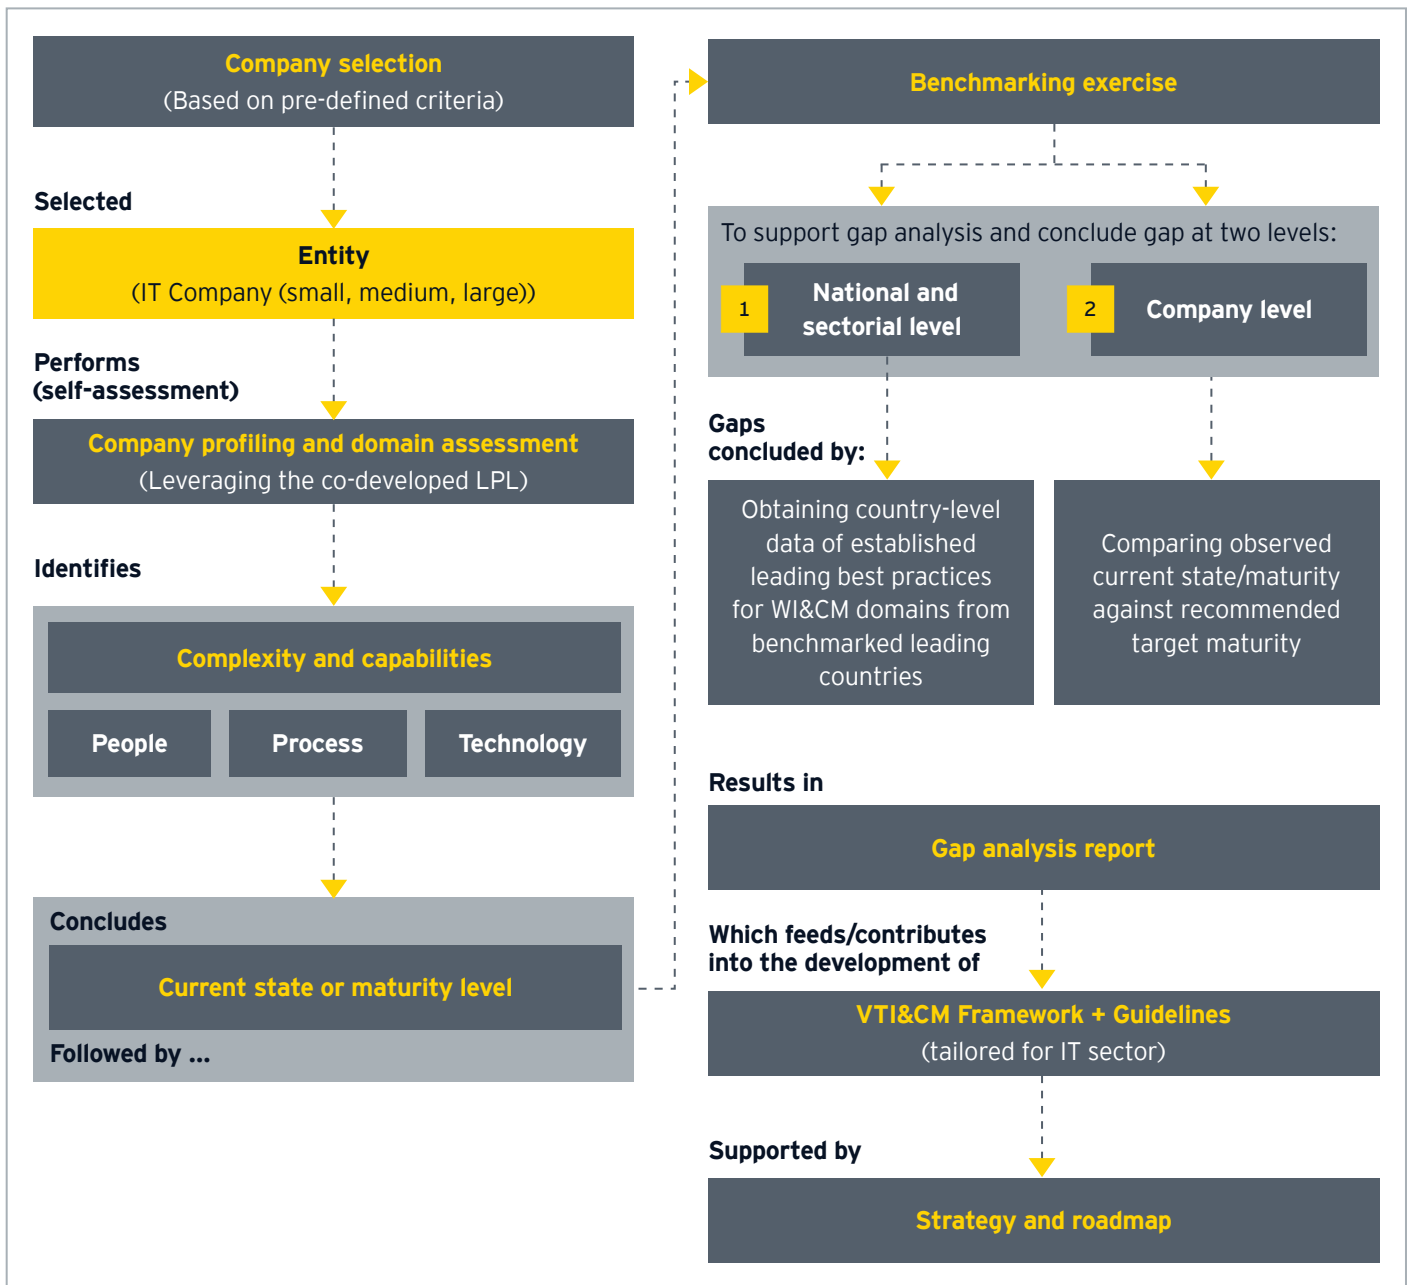 Company selection
(Based on pre-defined criteria)
Selected
Entity
(IT Company (small, medium, large))
Performs
(self-assessment)
Company profiling and domain assessment
(Leveraging the co-developed LPL)
Identifies
Complexity and capabilities
People
Process
Technology
Concludes
Current state or maturity level
Followed by ...
Benchmarking exercise
To support gap analysis and conclude gap at two levels:
1
National and
sectorial level
2
Company level
Gaps
concluded by:
Obtaining country-level
data of established
leading best practices
for WI&CM domains from
benchmarked leading
countries
Comparing observed
current state/maturity
against recommended
target maturity
Results in
Gap analysis report
Which feeds/contributes
into the development of
VTI&CM Framework + Guidelines
(tailored for IT sector)
Supported by
Strategy and roadmap